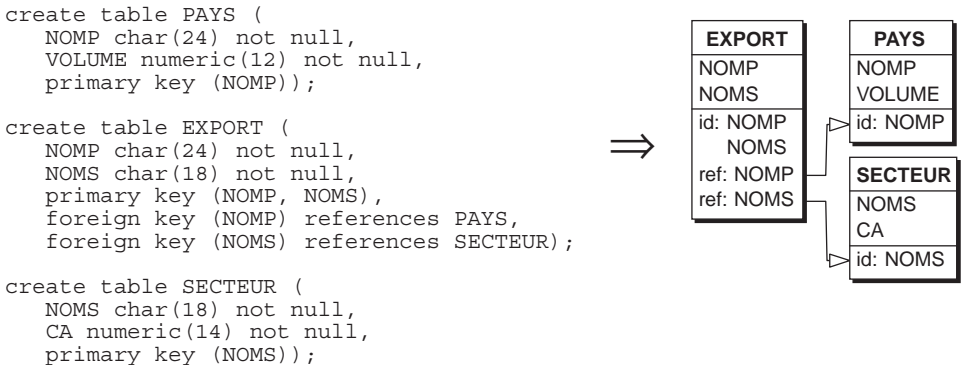 create table PAYS (
NOMP char(24) not null,
VOLUME numeric(12) not null,
primary key (NOMP));
create table EXPORT (
NOMP char(24) not null,
NOMS char(18) not null,
primary key (NOMP, NOMS),
foreign key (NOMP) references PAYS,
foreign key (NOMS) references SECTEUR);
create table SECTEUR (
NOMS char(18) not null,
CA numeric(14) not null,
primary key (NOMS));
⇒
EXPORT
NOMP
NOMS
id: NOMP
NOMS
ref: NOMP
ref: NOMS
PAYS
NOMP
VOLUME
id: NOMP
SECTEUR
NOMS
CA
id: NOMS